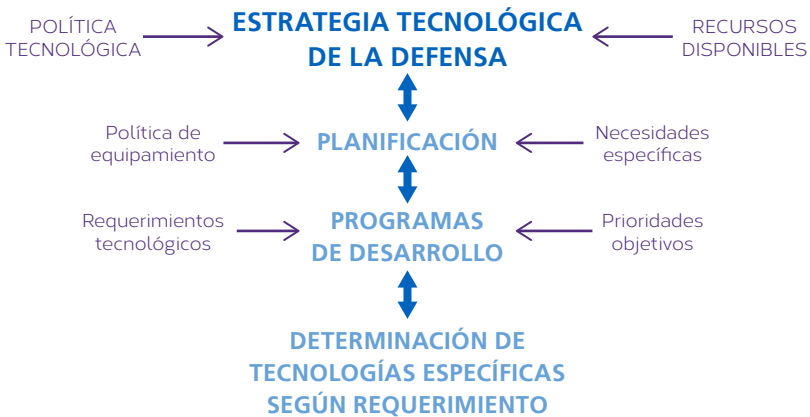 POLÍTICA
TECNOLÓGICA
ESTRATEGIA TECNOLÓGICA
DE LA DEFENSA
RECURSOS
DISPONIBLES
Política de
equipamiento
PLANIFICACIÓN
Necesidades
específicas
Requerimientos
tecnológicos
PROGRAMAS
DE DESARROLLO
Prioridades
objetivos
DETERMINACIÓN DE
TECNOLOGÍAS ESPECÍFICAS
SEGÚN REQUERIMIENTO